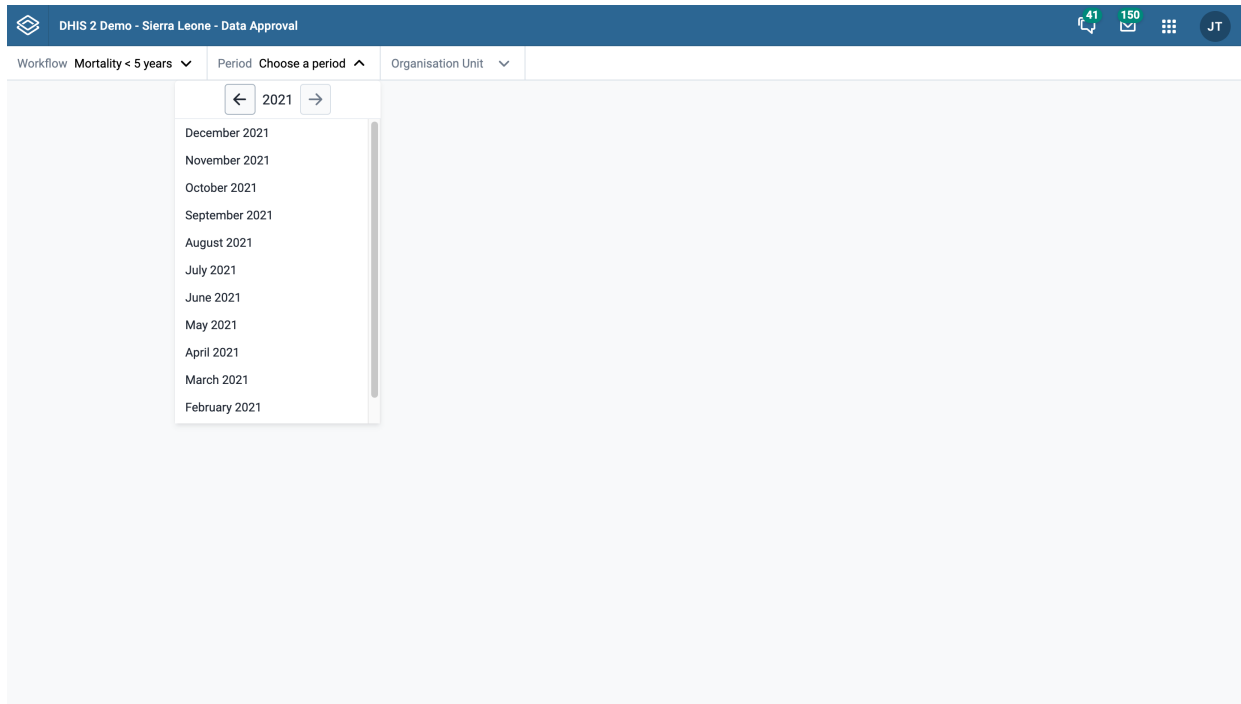 DHIS 2 Demo - Sierra Leone - Data Approval
41
150
JT
Workflow Mortality < 5 years Period Choose a period Organisation Unit
2021
December 2021
November 2021
October 2021
September 2021
August 2021
July 2021
June 2021
May 2021
April 2021
March 2021
February 2021